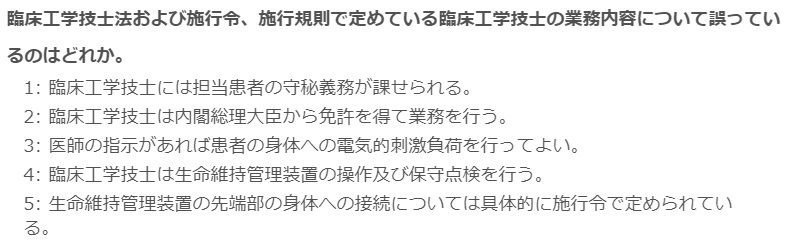 臨床工学技士法および施行令、施行規則で定めている臨床工学技士の業務内容について誤ってい
るのはどれか。
1: 臨床工学技士には担当患者の守秘義務が課せられる。
2: 臨床工学技士は内閣総理大臣から免許を得て業務を行う。
3: 医師の指示があれば患者の身体への電気的刺激負荷を行ってよい。
4: 臨床工学技士は生命維持管理装置の操作及び保守点検を行う。
5: 生命維持管理装置の先端部の身体への接続については具体的に施行令で定められてい
る。